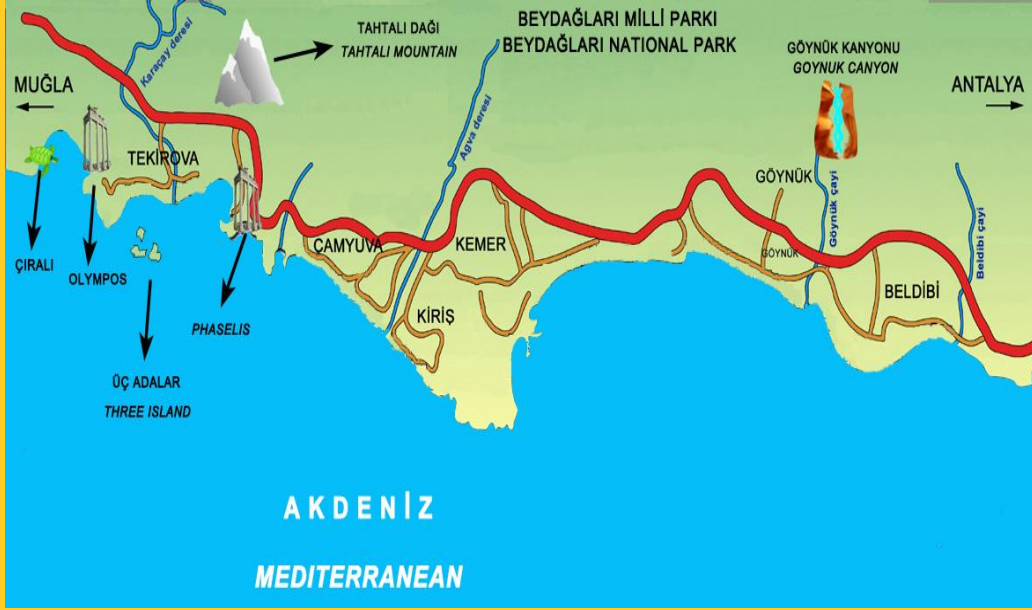 BEYDAĞLARI MİLLİ PARKI
BEYDAĞLARI NATIONAL PARK
TAHTALI DAĞI
TAHTALI MOUNTAIN
GÖYNÜK KANYONU
GOYNUK CANYON
MUĞLA
ANTALYA
Karaçay deresi
Agva deresi
TEKİROVA
GÖYNÜK
GÖYNÜK
Göynük çayi
Beldibi çayi
ÇAMYUVA
KEMER
KİRİŞ
BELDİBİ
ÇIRALI
OLYMPOS
PHASELIS
ÜÇ ADALAR
THREE ISLAND
AKDENİZ
MEDITERRANEAN